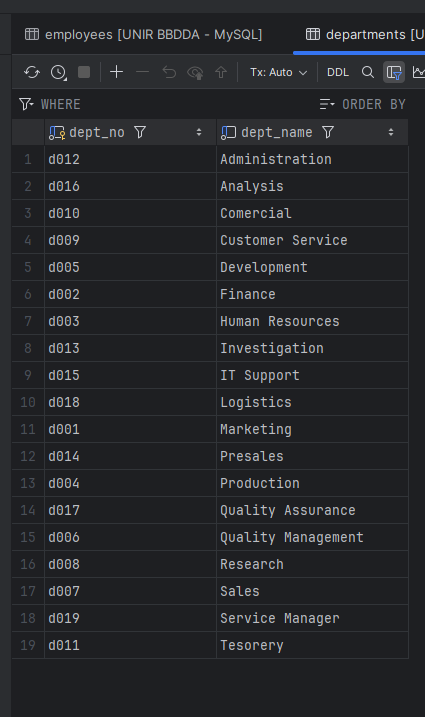 employees [UNIR BBDDA - MySQL] departments [U
Tx: Auto DDL
WHERE ORDER BY
dept_no dept_name
1 d012 Administration
2 d016 Analysis
3 d010 Comercial
4 d009 Customer Service
5 d005 Development
6 d002 Finance
7 d003 Human Resources
8 d013 Investigation
9 d015 IT Support
10 d018 Logistics
11 d001 Marketing
12 d014 Presales
13 d004 Production
14 d017 Quality Assurance
15 d006 Quality Management
16 d008 Research
17 d007 Sales
18 d019 Service Manager
19 d011 Tesorery